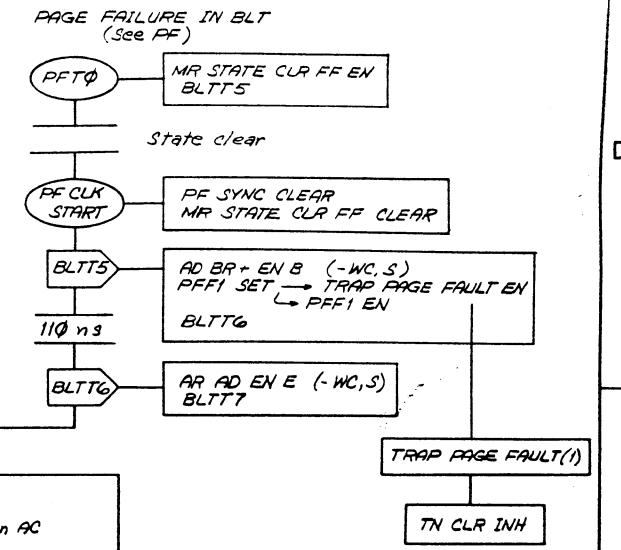 PAGE FAILURE IN BLT
(See PF)
PFTØ
MR STATE CLR FF EN
BLTT5
State clear
PF CLK
START
PF SYNC CLEAR
MR STATE CLR FF CLEAR
BLTT5
AD BR+ EN B (-WC,S)
PFF1 SET → TRAP PAGE FAULT EN
↳ PFF1 EN
BLTT6
11Ø ns
BLTT6
AR AD EN E (-WC,S)
BLTT7
TRAP PAGE FAULT(1)
TN CLR INH
n AC